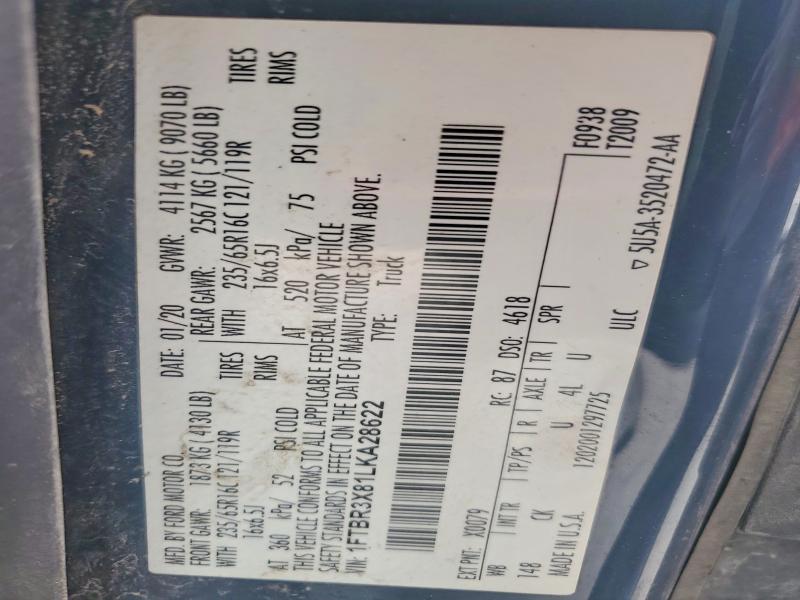 MFD. BY FORD MOTOR CO.
DATE: 01/20 GVWR: 4114 KG ( 9070 LB)
FRONT GAWR: 1873 KG ( 4130 LB) REAR GAWR: 2567 KG ( 5660 LB)
WITH 235/65R16C 121/119R TIRES WITH 235/65R16C 121/119R TIRES
16x6.5J RIMS 16x6.5J RIMS
AT 360 kPa/ 52 PSI COLD AT 520 kPa/ 75 PSI COLD
THIS VEHICLE CONFORMS TO ALL APPLICABLE FEDERAL MOTOR VEHICLE
SAFETY STANDARDS IN EFFECT ON THE DATE OF MANUFACTURE SHOWN ABOVE.
VIN: 1FTBR3X81LKA28622 TYPE: Truck
EXT PNT: X0079 RC: 87 DSO: 4618 F0938
WB INT TR TP/PS R AXLE TR SPR T2009
148 CK U 4L U
MADE IN U.S.A. 1202001297725 ULC ▽ 5U5A-3520472-AA